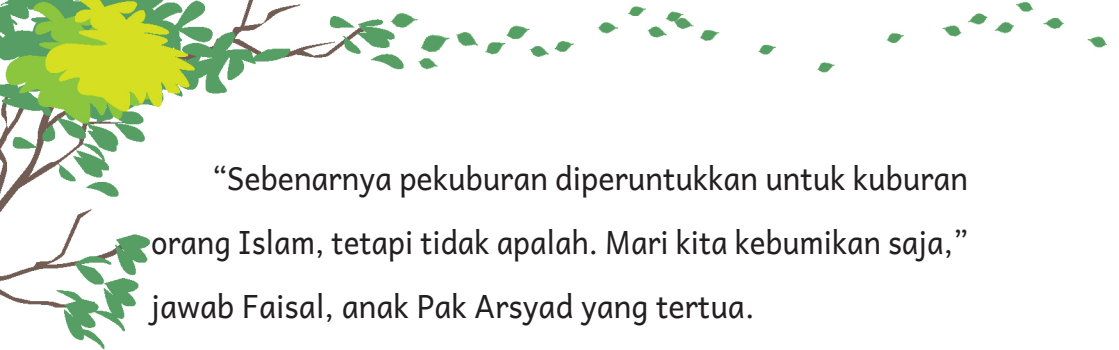 “Sebenarnya pekuburan diperuntukkan untuk kuburan
orang Islam, tetapi tidak apalah. Mari kita kebumikan saja,”
jawab Faisal, anak Pak Arsyad yang tertua.